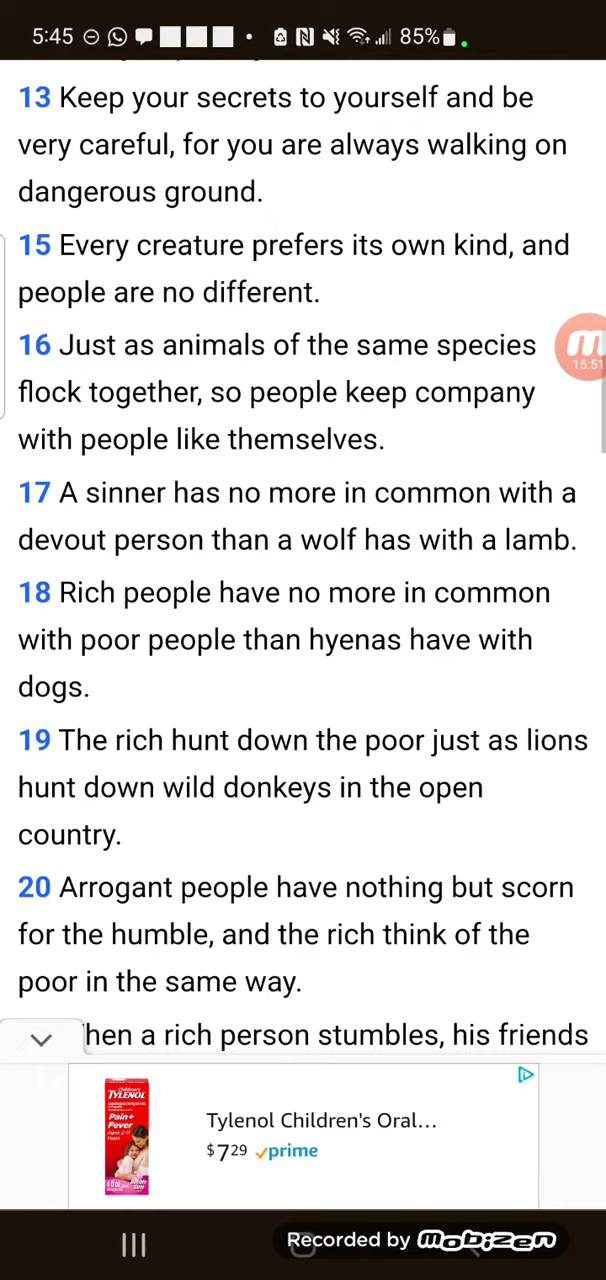 5:45 85%
13 Keep your secrets to yourself and be
very careful, for you are always walking on
dangerous ground.
15 Every creature prefers its own kind, and
people are no different.
16 Just as animals of the same species
m
15:51
flock together, so people keep company
with people like themselves.
17 A sinner has no more in common with a
devout person than a wolf has with a lamb.
18 Rich people have no more in common
with poor people than hyenas have with
dogs.
19 The rich hunt down the poor just as lions
hunt down wild donkeys in the open
country.
20 Arrogant people have nothing but scorn
for the humble, and the rich think of the
poor in the same way.
hen a rich person stumbles, his friends
Children's
TYLENOL
Pain+
Fever
Ages 2-11
Years
Tylenol Children's Oral...
$7 29 prime
Recorded by mobizen